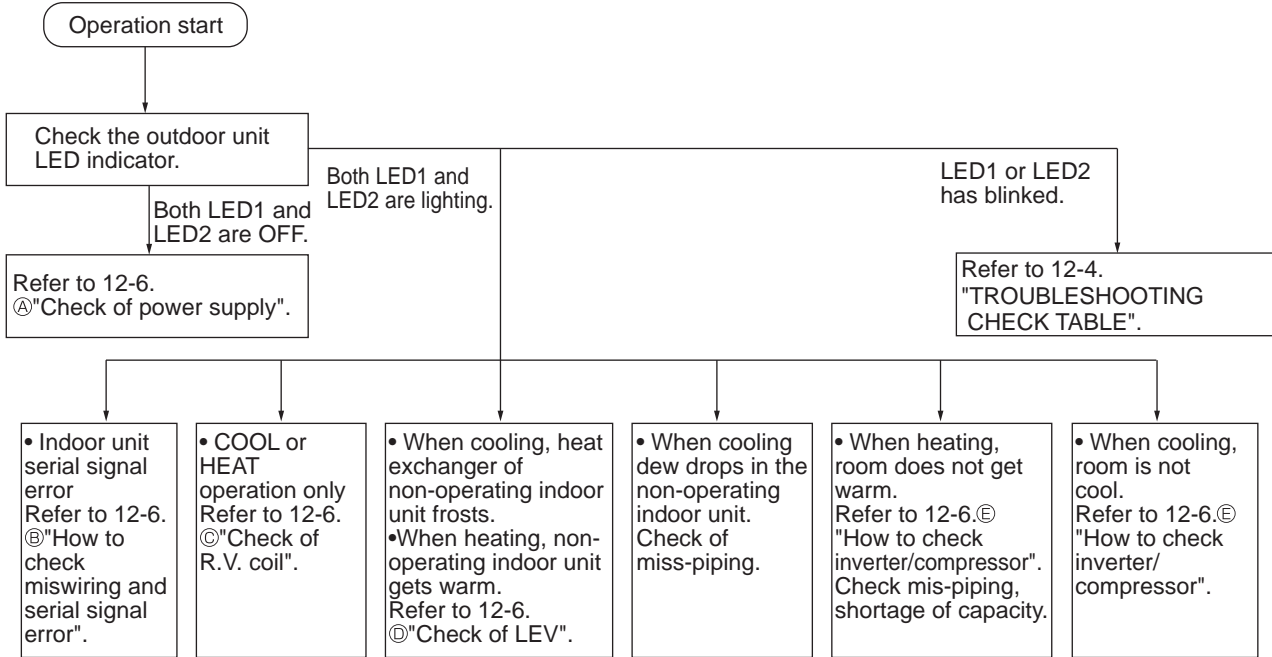 Operation start
Check the outdoor unit
LED indicator.
Both LED1 and
LED2 are OFF.
Both LED1 and
LED2 are lighting.
LED1 or LED2
has blinked.
Refer to 12-6.
Ⓐ"Check of power supply".
Refer to 12-4.
"TROUBLESHOOTING
CHECK TABLE".
• Indoor unit
serial signal
error
Refer to 12-6.
Ⓑ"How to
check
miswiring and
serial signal
error".
• COOL or
HEAT
operation only
Refer to 12-6.
Ⓒ"Check of
R.V. coil".
• When cooling, heat
exchanger of
non-operating indoor
unit frosts.
•When heating, non-
operating indoor unit
gets warm.
Refer to 12-6.
Ⓓ"Check of LEV".
• When cooling
dew drops in the
non-operating
indoor unit.
Check of
miss-piping.
• When heating,
room does not get
warm.
Refer to 12-6.Ⓔ
"How to check
inverter/compressor".
Check mis-piping,
shortage of capacity.
• When cooling,
room is not
cool.
Refer to 12-6.Ⓔ
"How to check
inverter/
compressor".